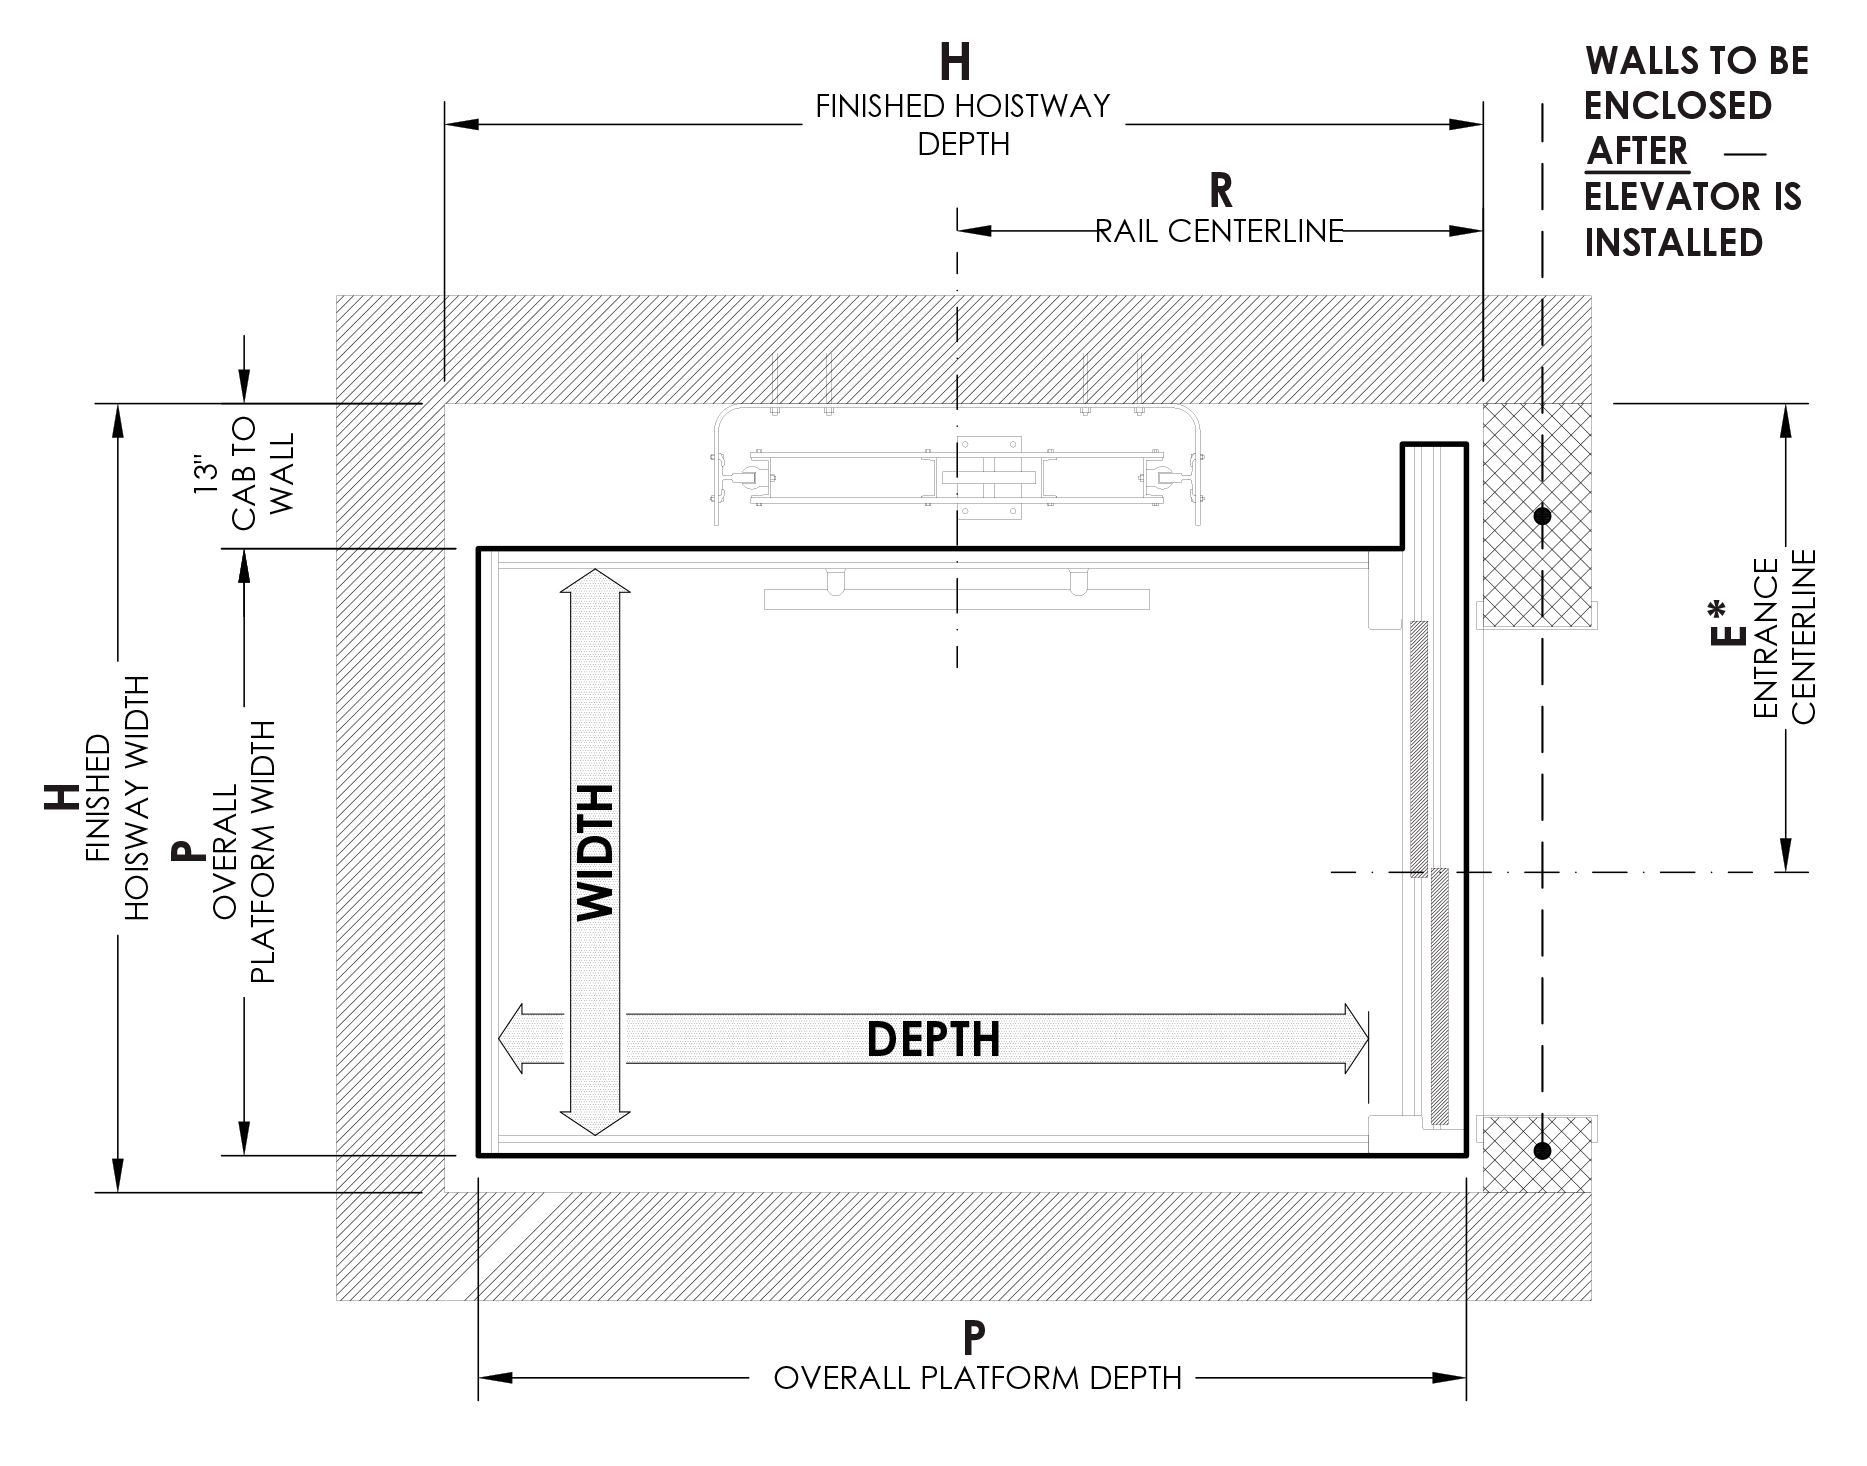 H
FINISHED HOISTWAY
DEPTH
WALLS TO BE
ENCLOSED
AFTER
ELEVATOR IS
INSTALLED
R
RAIL CENTERLINE
13"
CAB TO
WALL
H
FINISHED
HOISWAY WIDTH
P
OVERALL
PLATFORM WIDTH
WIDTH
DEPTH
E*
ENTRANCE
CENTERLINE
P
OVERALL PLATFORM DEPTH